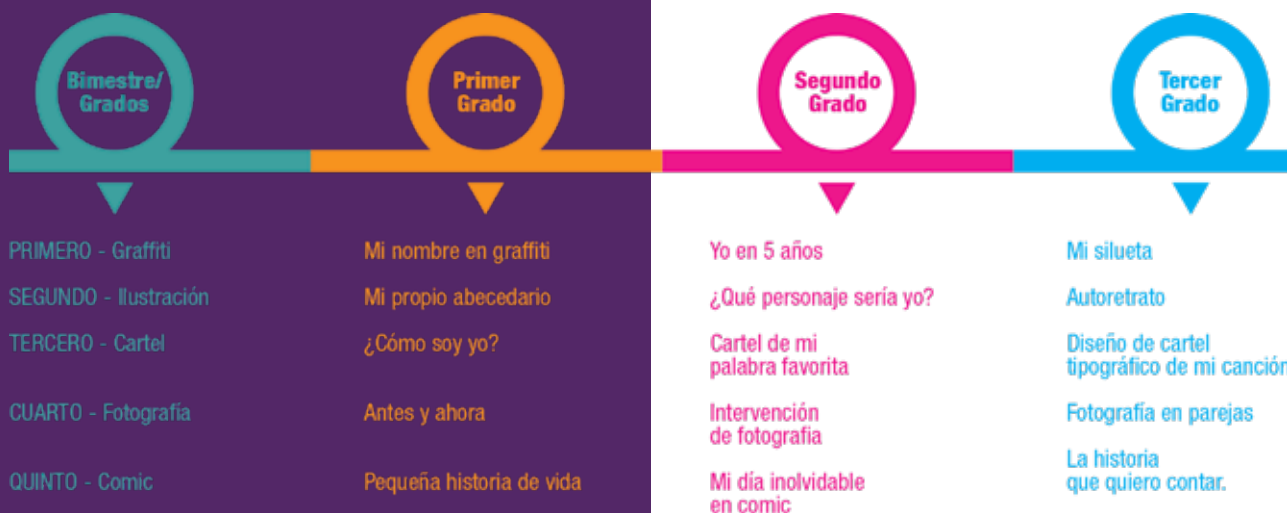 Bimestre/
Grados
Primer
Grado
Segundo
Grado
Tercer
Grado
PRIMERO - Graffiti
Mi nombre en graffiti
Yo en 5 años
Mi silueta
SEGUNDO - Ilustración
Mi propio abecedario
¿Qué personaje sería yo?
Autoretrato
TERCERO - Cartel
¿Cómo soy yo?
Cartel de mi
palabra favorita
Diseño de cartel
tipográfico de mi canción
CUARTO - Fotografía
Antes y ahora
Intervención
de fotografía
Fotografía en parejas
QUINTO - Comic
Pequeña historia de vida
Mi día inolvidable
en comic
La historia
que quiero contar.